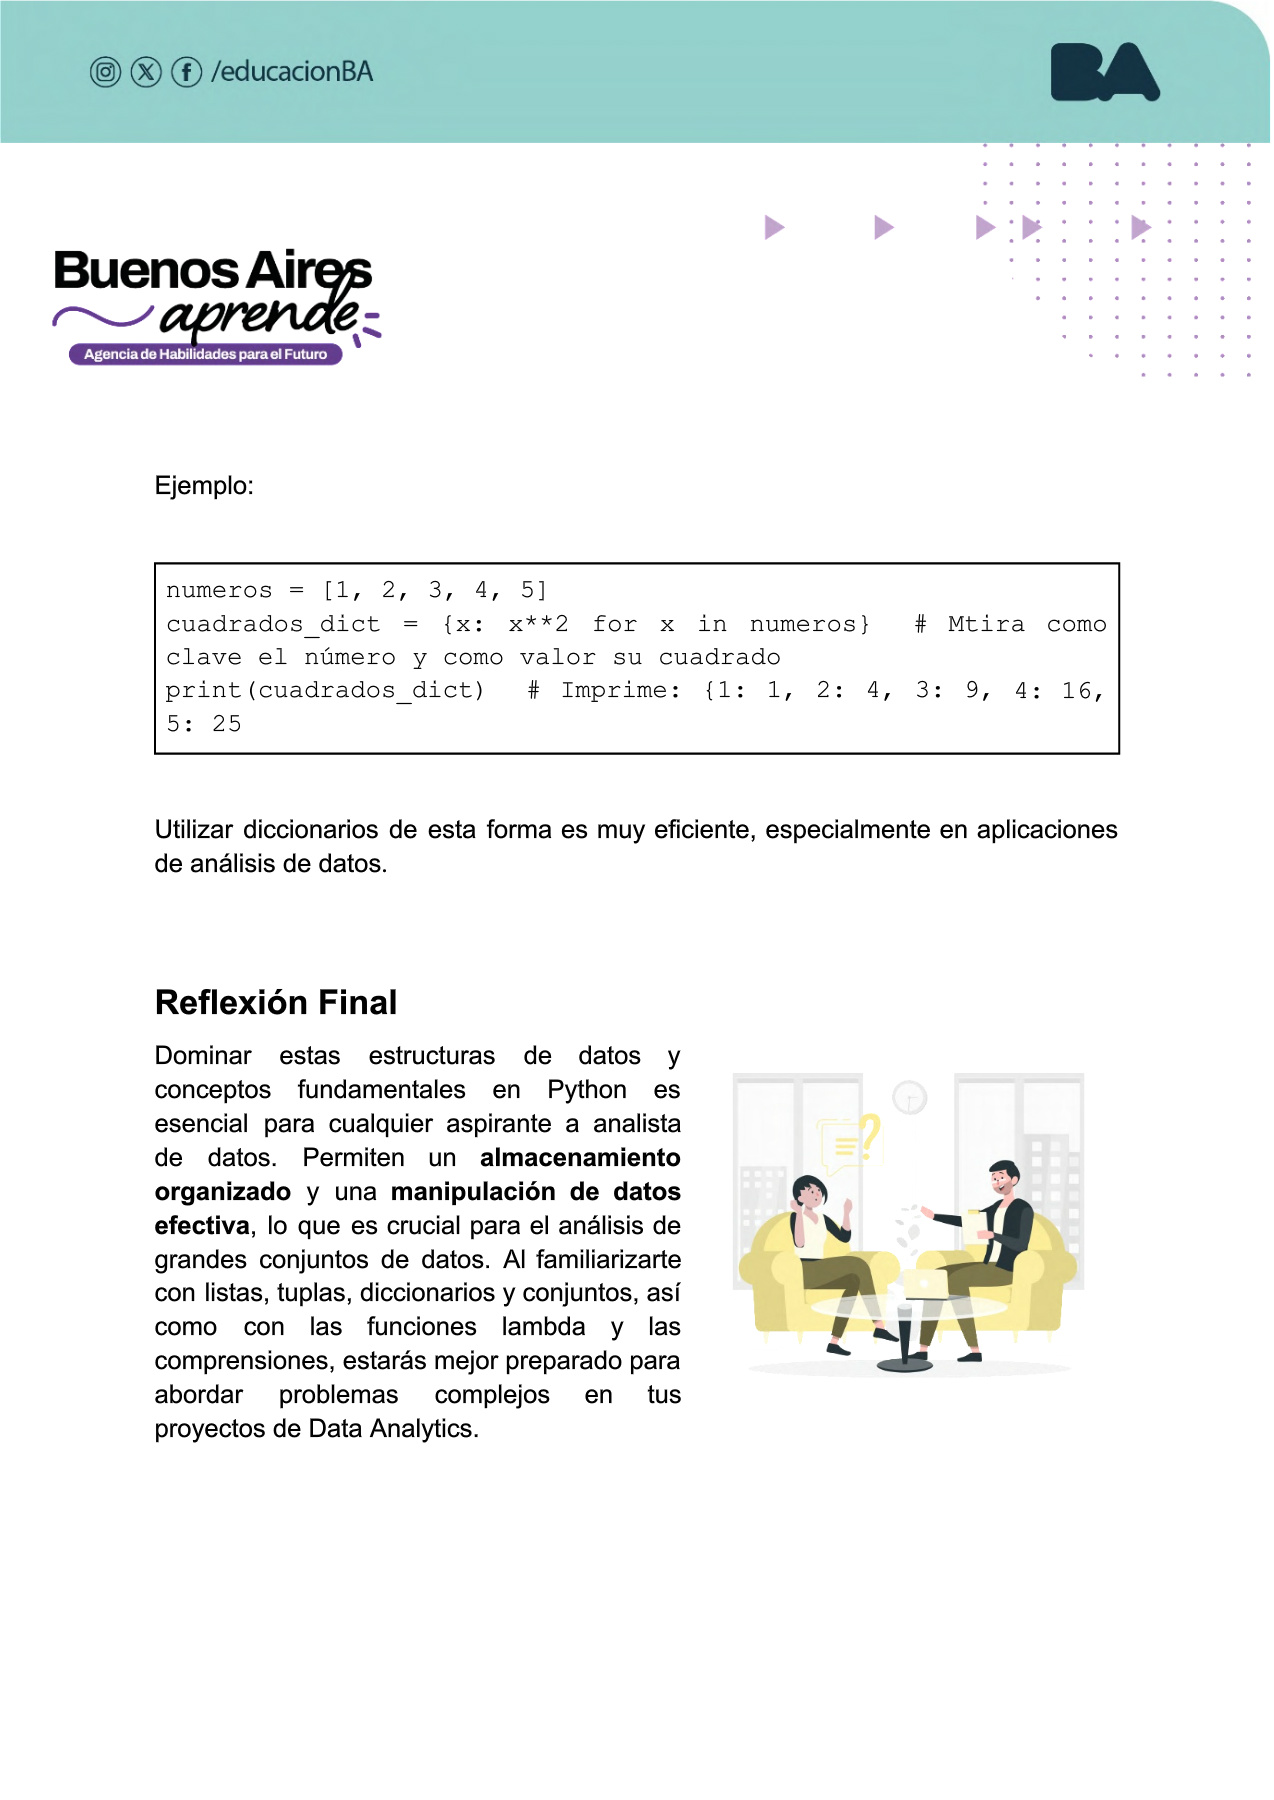 /educacionBA
BA
Buenos Aires
aprende
Agencia de Habilidades para el Futuro
Ejemplo:
numeros = [1, 2, 3, 4, 5]
cuadrados_dict = {x: x**2 for x in numeros}  # Mtira como
clave el número y como valor su cuadrado
print(cuadrados_dict)  # Imprime: {1: 1, 2: 4, 3: 9, 4: 16,
5: 25
Utilizar diccionarios de esta forma es muy eficiente, especialmente en aplicaciones
de análisis de datos.
Reflexión Final
Dominar estas estructuras de datos y
conceptos fundamentales en Python es
esencial para cualquier aspirante a analista
de datos. Permiten un almacenamiento
organizado y una manipulación de datos
efectiva, lo que es crucial para el análisis de
grandes conjuntos de datos. Al familiarizarte
con listas, tuplas, diccionarios y conjuntos, así
como con las funciones lambda y las
comprensiones, estarás mejor preparado para
abordar problemas complejos en tus
proyectos de Data Analytics.
?